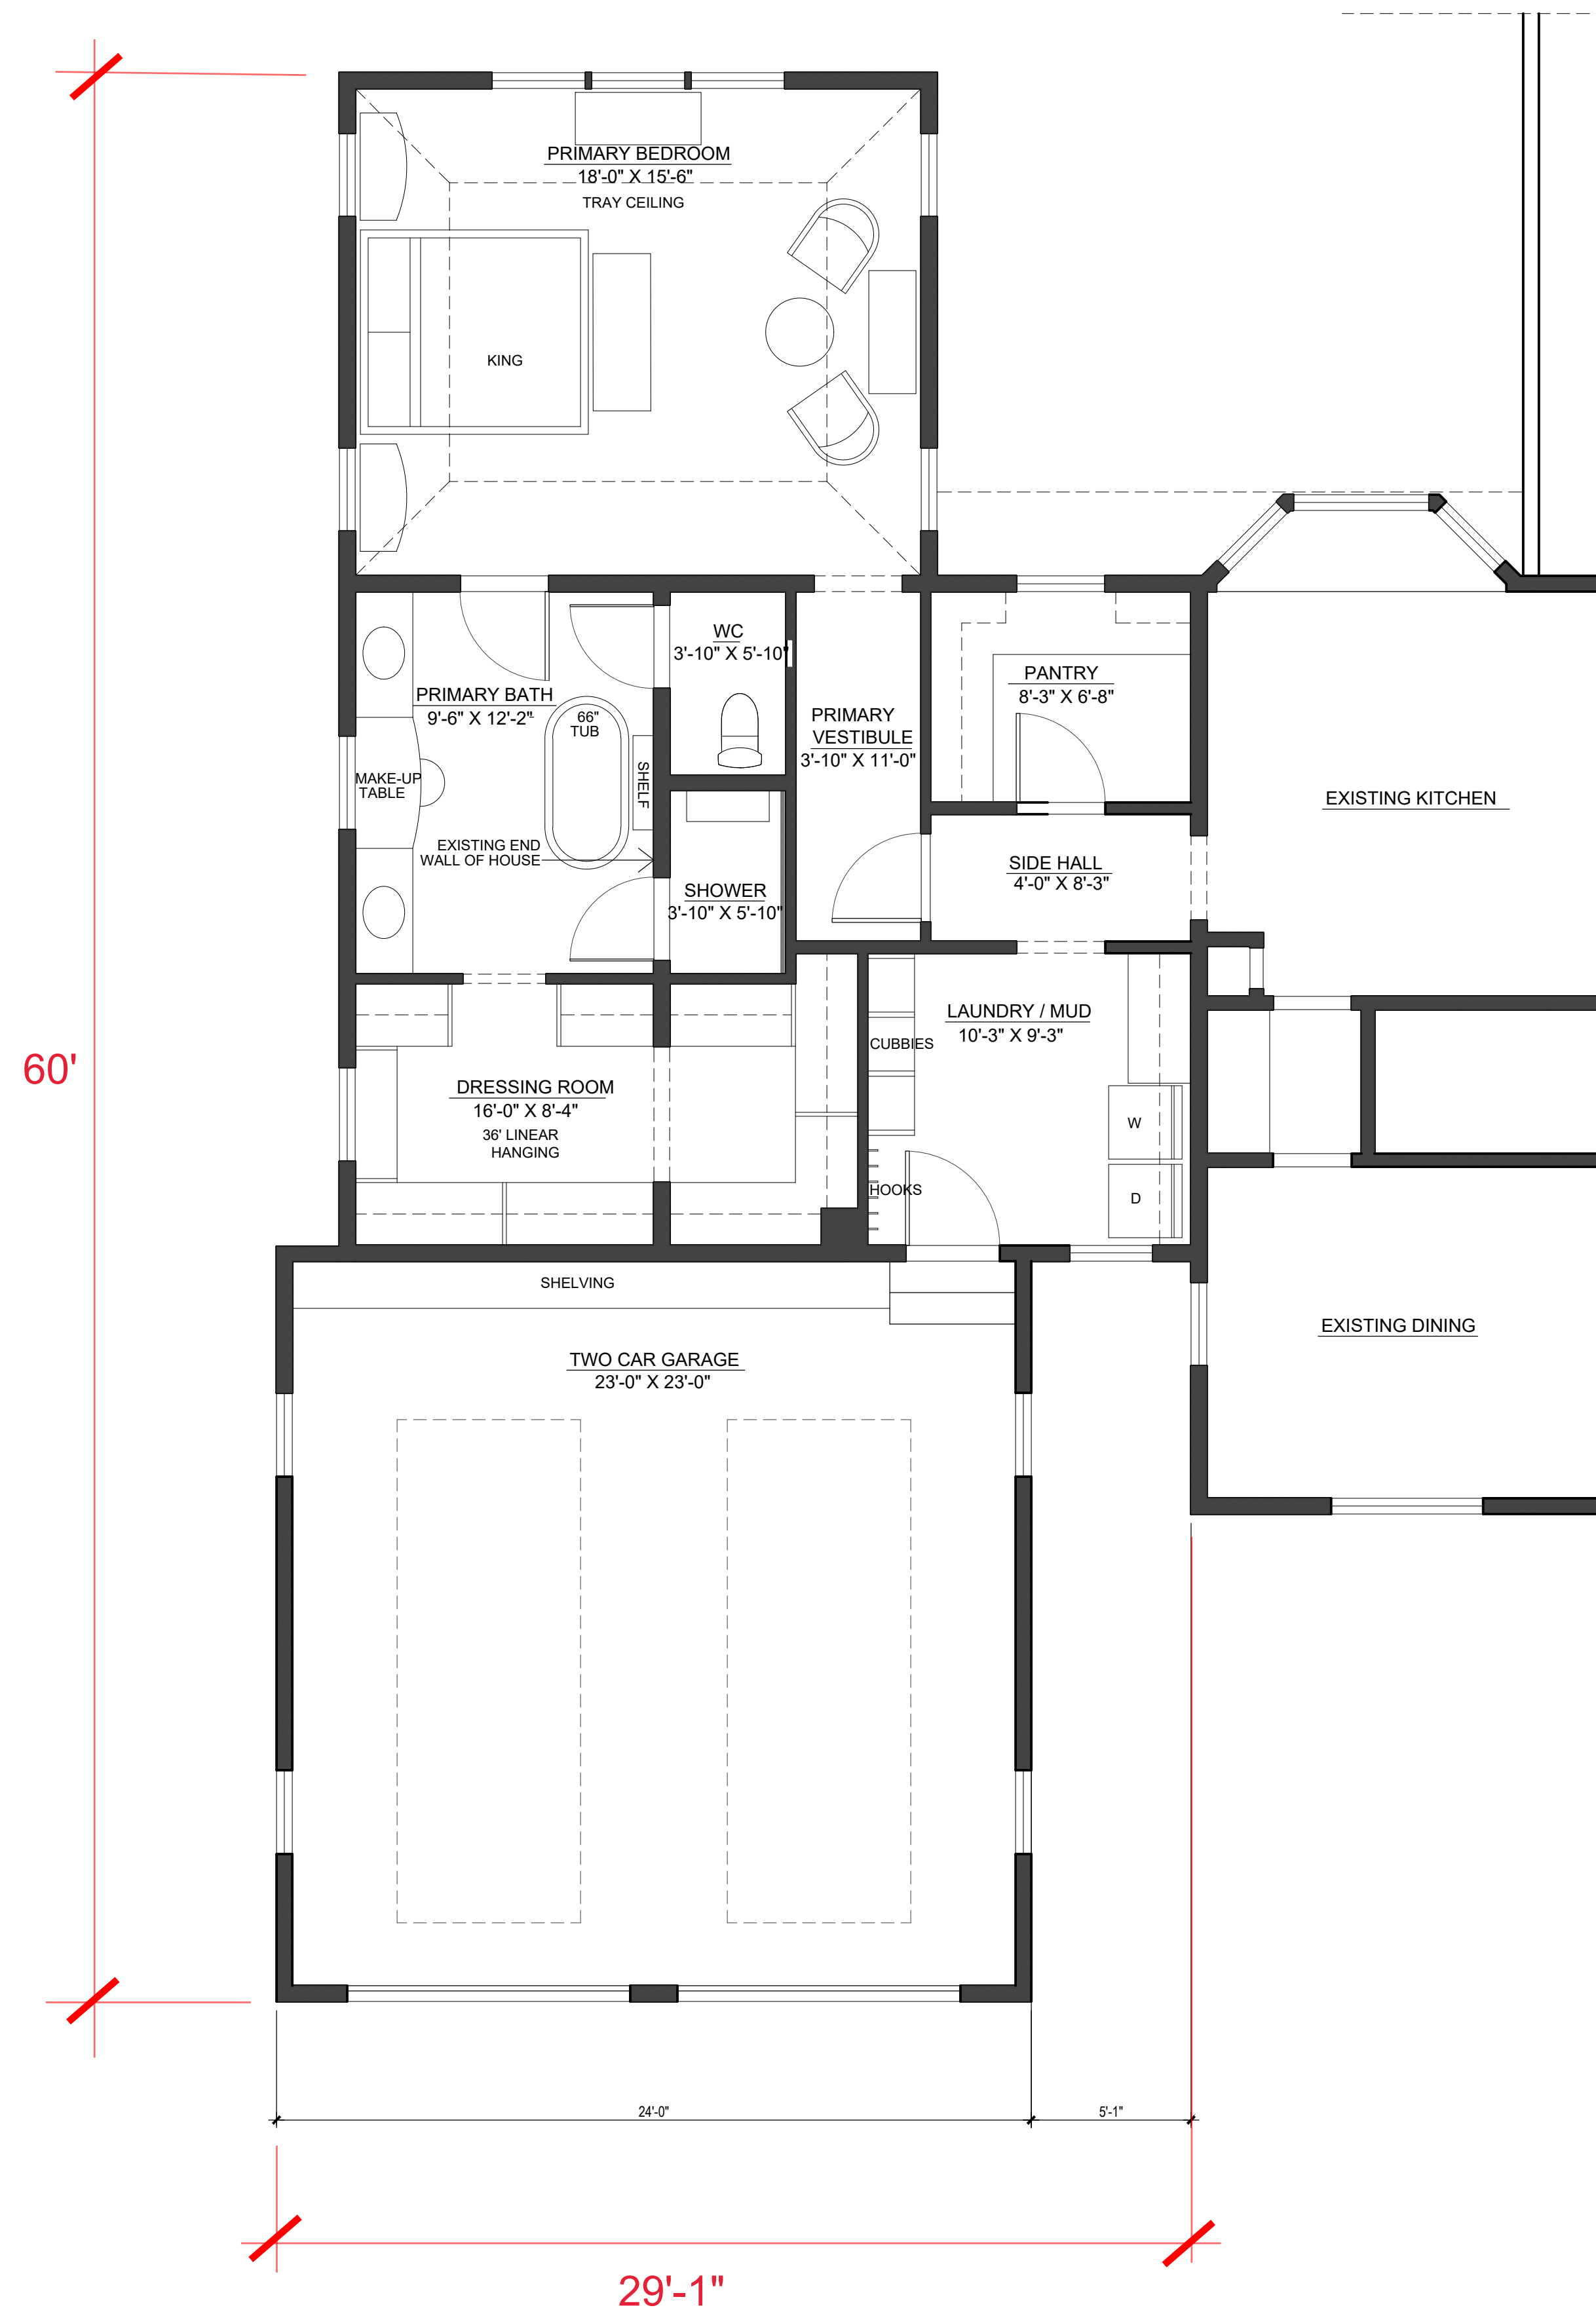 PRIMARY BEDROOM
18'-0" X 15'-6"
TRAY CEILING
KING
WC
3'-10" X 5'-10"
PRIMARY BATH
9'-6" X 12'-2"
66"
TUB
PRIMARY
VESTIBULE
3'-10" X 11'-0"
PANTRY
8'-3" X 6'-8"
MAKE-UP
TABLE
SHELF
EXISTING KITCHEN
EXISTING END
WALL OF HOUSE
SHOWER
3'-10" X 5'-10"
SIDE HALL
4'-0" X 8'-3"
LAUNDRY / MUD
10'-3" X 9'-3"
CUBBIES
60'
DRESSING ROOM
16'-0" X 8'-4"
36' LINEAR
HANGING
W
HOOKS
D
SHELVING
EXISTING DINING
TWO CAR GARAGE
23'-0" X 23'-0"
24'-0"
5'-1"
29'-1"